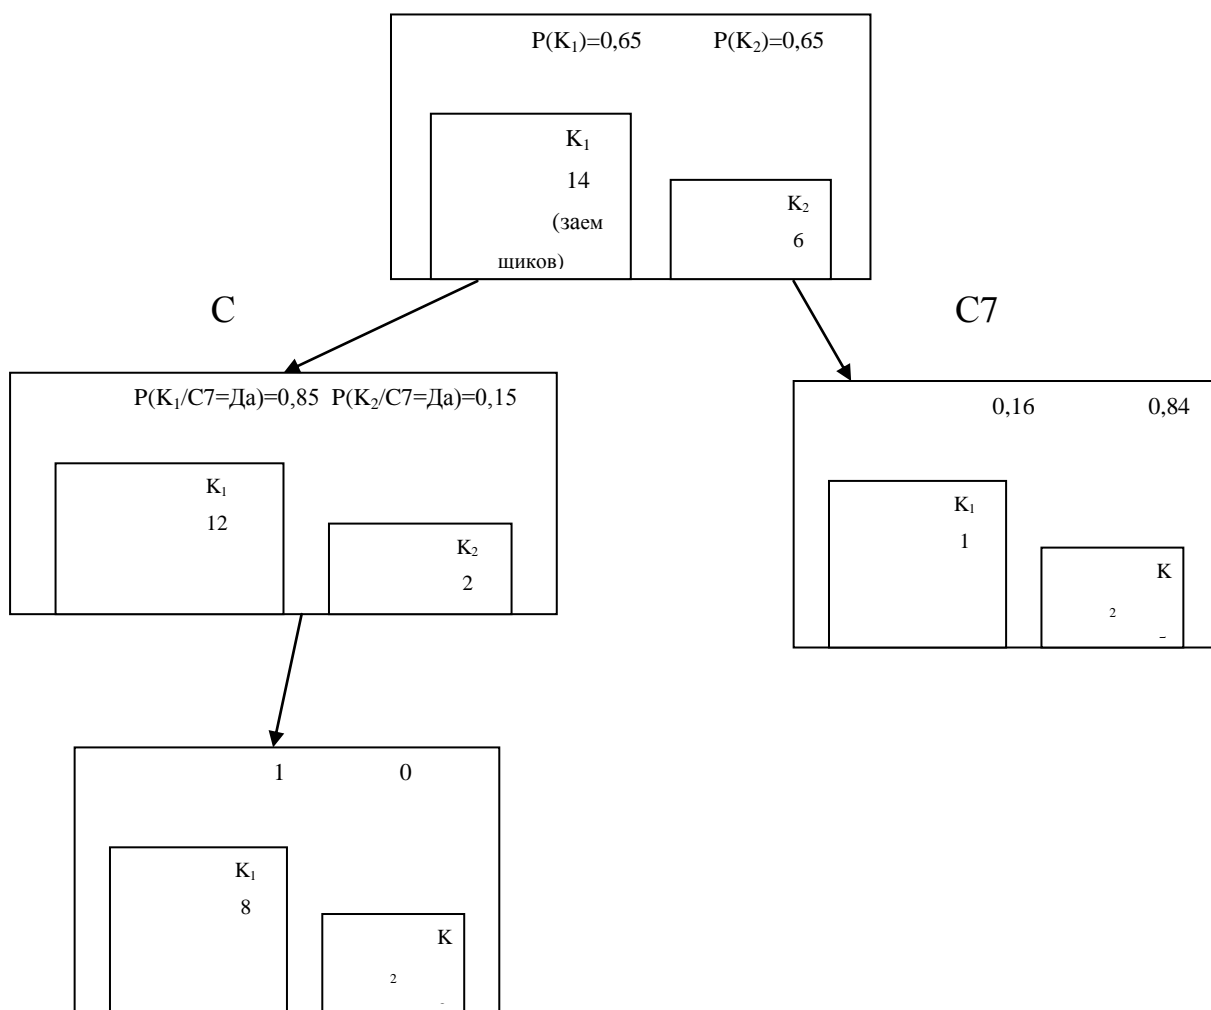 P(K₁)=0,65 P(K₂)=0,65
K₁
14
(заем
щиков)
K₂
6
С
С7
P(K₁/C7=Да)=0,85 P(K₂/C7=Да)=0,15
K₁
12
K₂
2
0,16 0,84
K₁
1
K
2
1 0
K₁
8
K
2